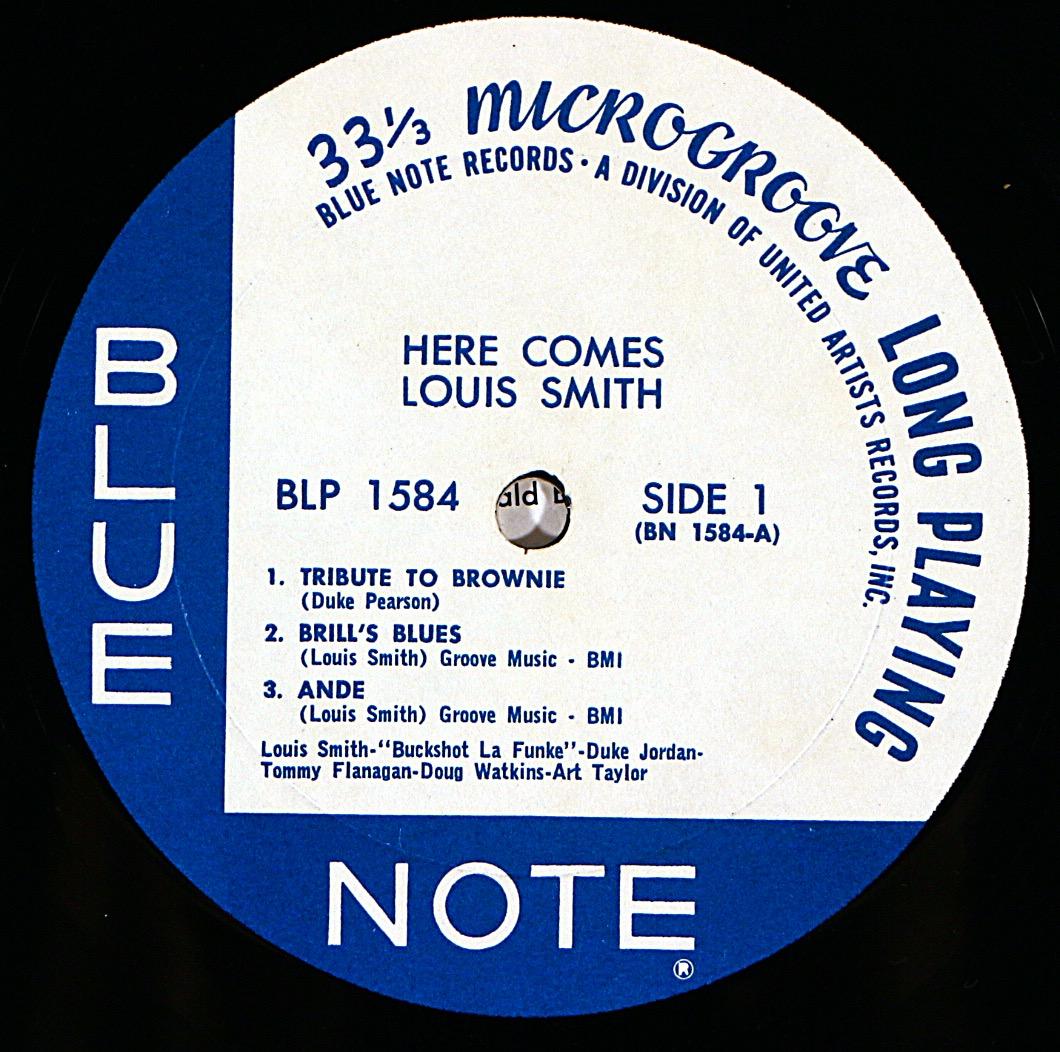 33 1/3 MICROGROOVE LONG PLAYING
BLUE NOTE RECORDS · A DIVISION OF UNITED ARTISTS RECORDS, INC.
HERE COMES
LOUIS SMITH
BLP 1584
SIDE 1
(BN 1584-A)
1. TRIBUTE TO BROWNIE
(Duke Pearson)
2. BRILL'S BLUES
(Louis Smith) Groove Music - BMI
3. ANDE
(Louis Smith) Groove Music - BMI
Louis Smith-"Buckshot La Funke"-Duke Jordan-
Tommy Flanagan-Doug Watkins-Art Taylor
BLUE
NOTE
®